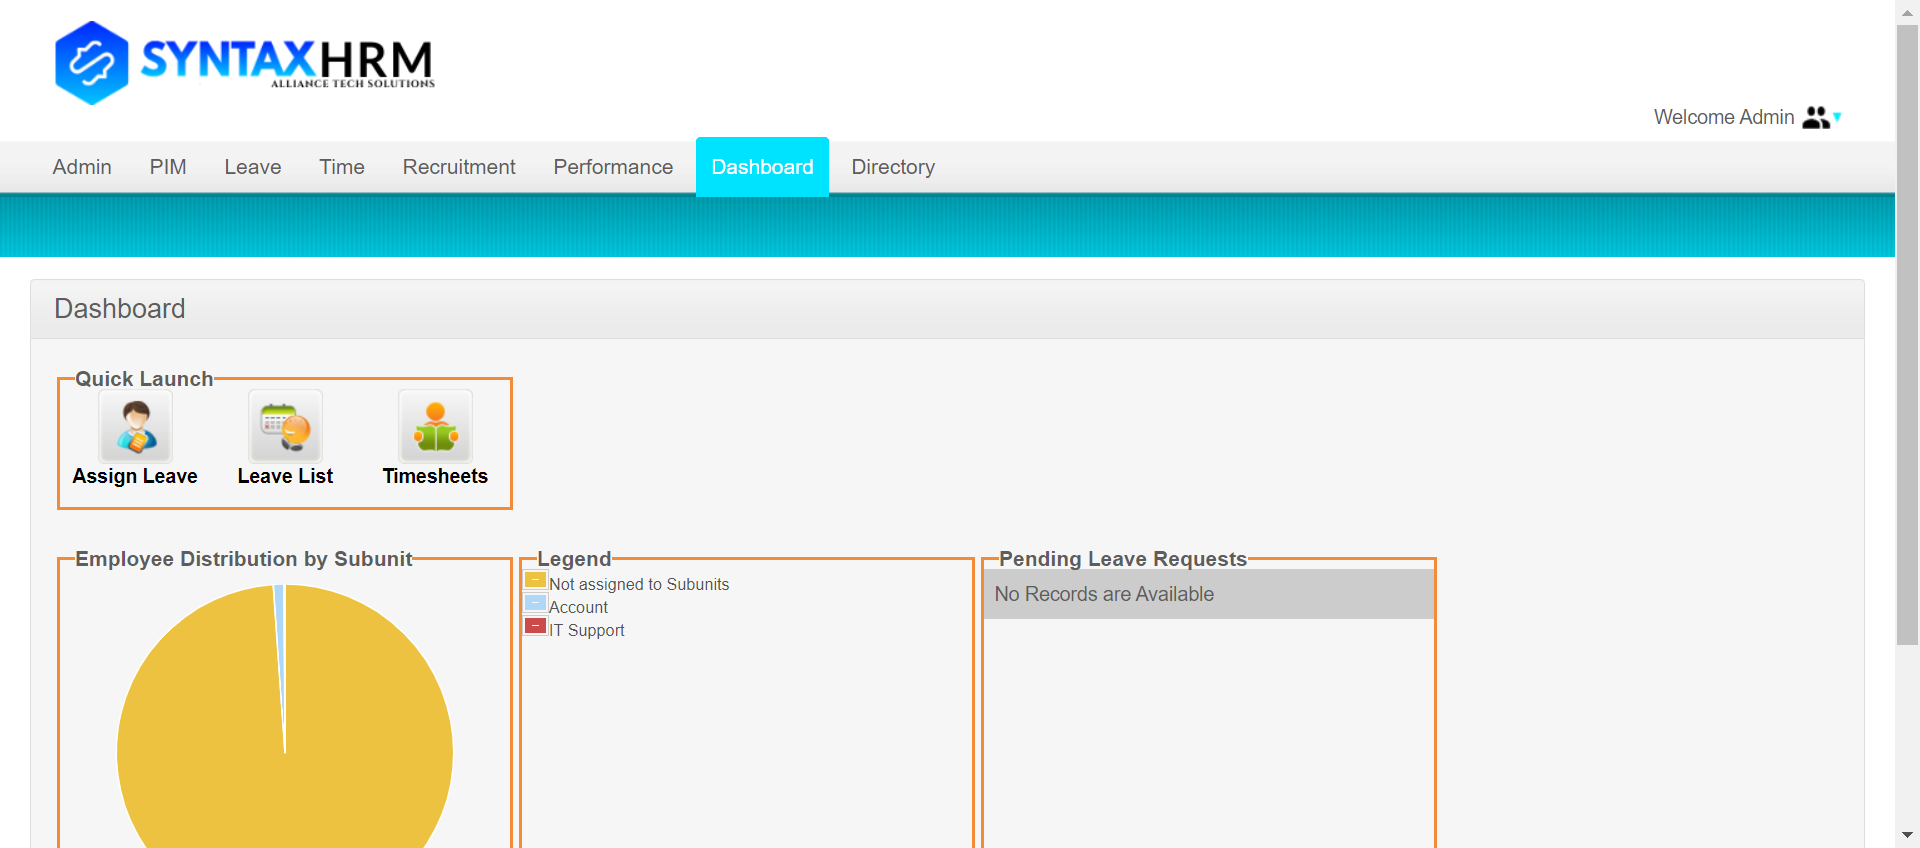 SYNTAXHRM
ALLIANCE TECH SOLUTIONS
Welcome Admin
Admin PIM Leave Time Recruitment Performance Dashboard Directory
Dashboard
Quick Launch
Assign Leave Leave List Timesheets
Employee Distribution by Subunit
Legend
Not assigned to Subunits
Account
IT Support
Pending Leave Requests
No Records are Available